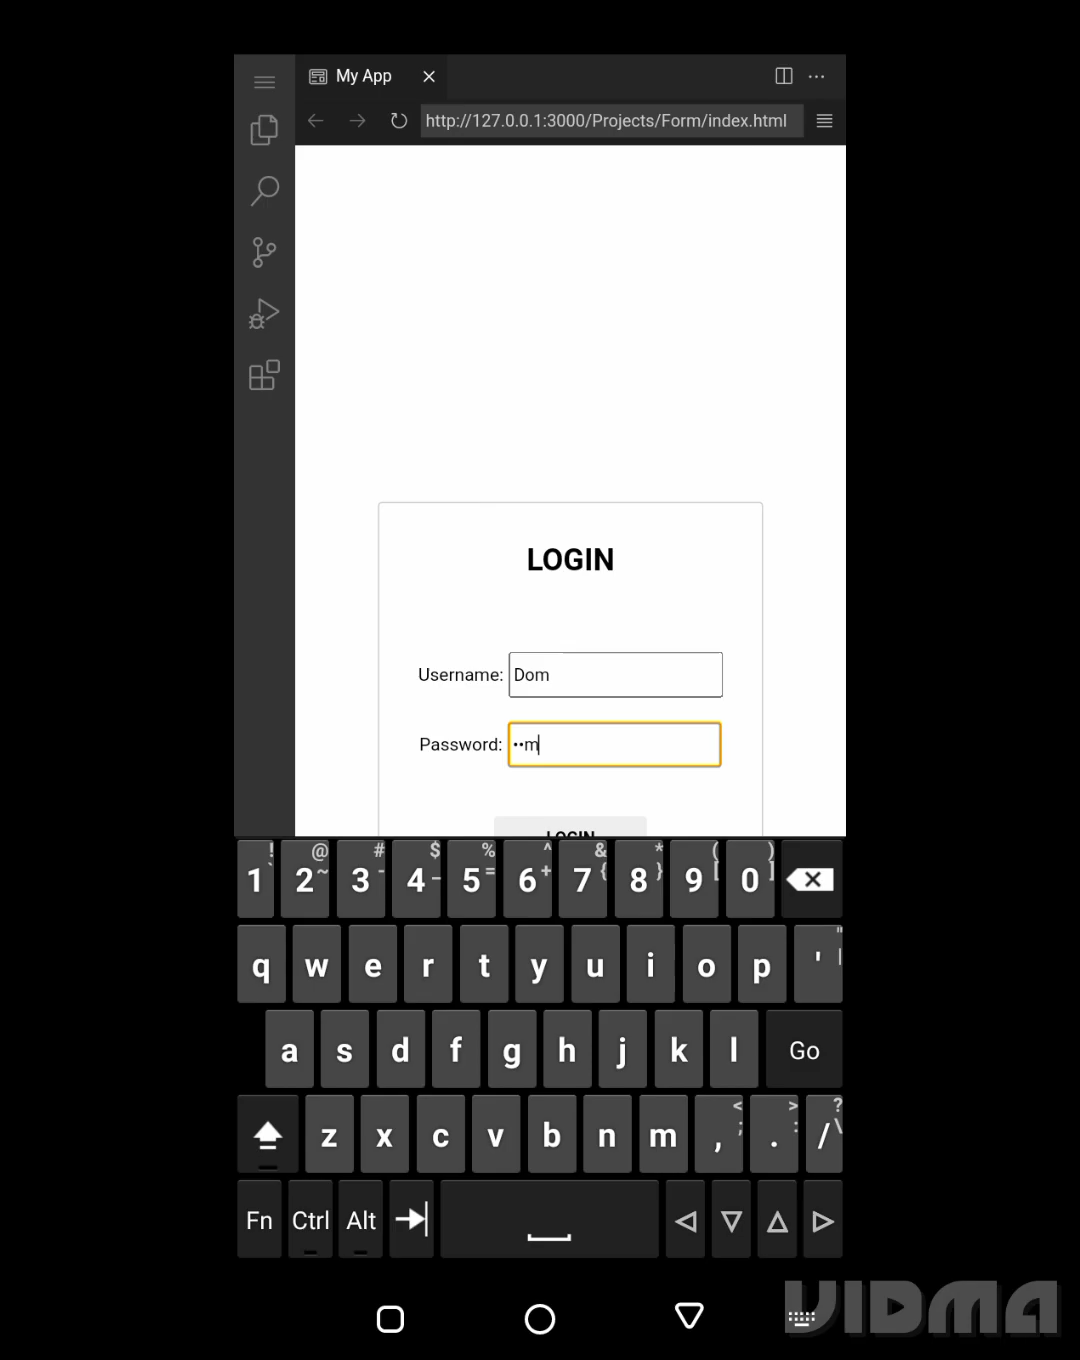 My App
http://127.0.0.1:3000/Projects/Form/index.html
LOGIN
Username: Dom
Password: ••m
LOGIN
1 ! ` 2 @ ~ 3 # - 4 $ _ 5 % = 6 ^ + 7 & { 8 * } 9 ( [ 0 ) ]
q w e r t y u i o p ' " |
a s d f g h j k l Go
z x c v b n m , < ; . > : / ? \
Fn Ctrl Alt
VIDMA